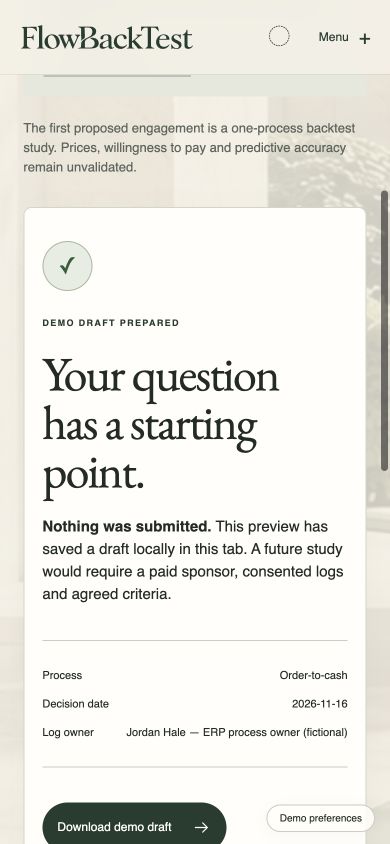 FlowBackTest
Menu +
The first proposed engagement is a one-process backtest
study. Prices, willingness to pay and predictive accuracy
remain unvalidated.
DEMO DRAFT PREPARED
Your question
has a starting
point.
Nothing was submitted. This preview has
saved a draft locally in this tab. A future study
would require a paid sponsor, consented logs
and agreed criteria.
Process Order-to-cash
Decision date 2026-11-16
Log owner Jordan Hale — ERP process owner (fictional)
Download demo draft →
Demo preferences